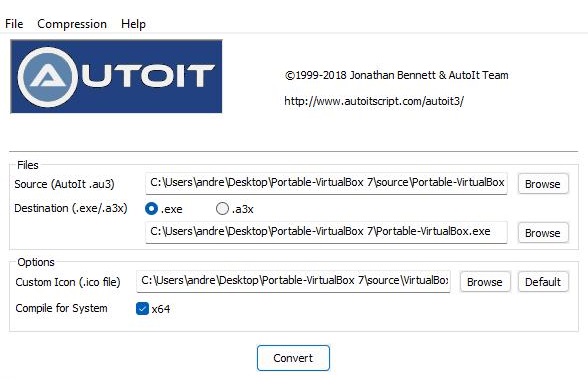 File Compression Help
AUTOIT
©1999-2018 Jonathan Bennett & AutoIt Team
http://www.autoitscript.com/autoit3/
Files
Source (AutoIt .au3) C:\Users\andre\Desktop\Portable-VirtualBox 7\source\Portable-VirtualBox Browse
Destination (.exe/.a3x) .exe .a3x
C:\Users\andre\Desktop\Portable-VirtualBox 7\Portable-VirtualBox.exe Browse
Options
Custom Icon (.ico file) C:\Users\andre\Desktop\Portable-VirtualBox 7\source\VirtualBo Browse Default
Compile for System x64
Convert